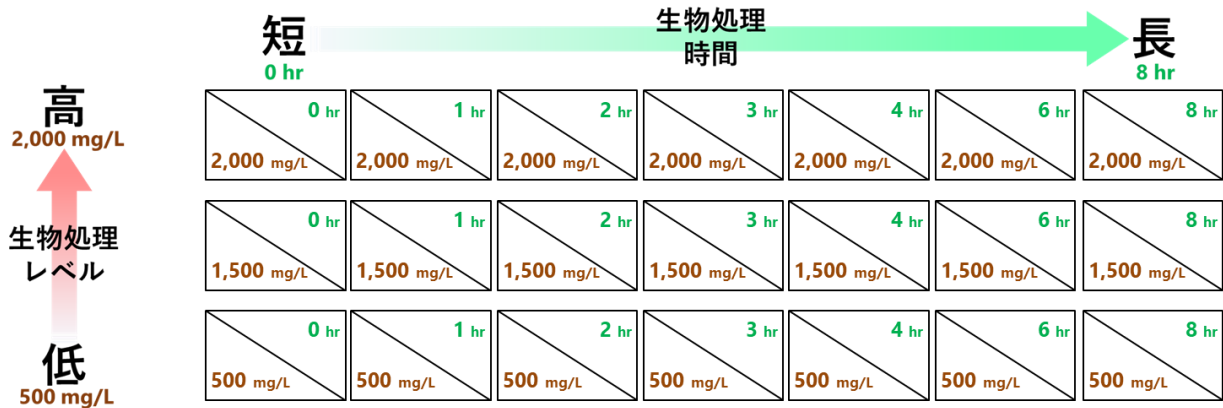 短
生物処理
時間
長
0 hr
8 hr
高
2,000 mg/L
0 hr 1 hr 2 hr 3 hr 4 hr 6 hr 8 hr
2,000 mg/L 2,000 mg/L 2,000 mg/L 2,000 mg/L 2,000 mg/L 2,000 mg/L 2,000 mg/L
生物処理
レベル
0 hr 1 hr 2 hr 3 hr 4 hr 6 hr 8 hr
1,500 mg/L 1,500 mg/L 1,500 mg/L 1,500 mg/L 1,500 mg/L 1,500 mg/L 1,500 mg/L
低
500 mg/L
0 hr 1 hr 2 hr 3 hr 4 hr 6 hr 8 hr
500 mg/L 500 mg/L 500 mg/L 500 mg/L 500 mg/L 500 mg/L 500 mg/L